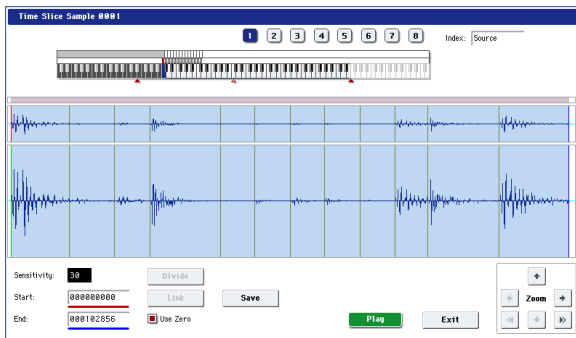 Time Slice Sample 0001
1 2 3 4 5 6 7 8 Index: Source
Sensitivity: 30 Divide
Start: 000000000 Link Save
End: 000102856 Use Zero Play Exit
Zoom